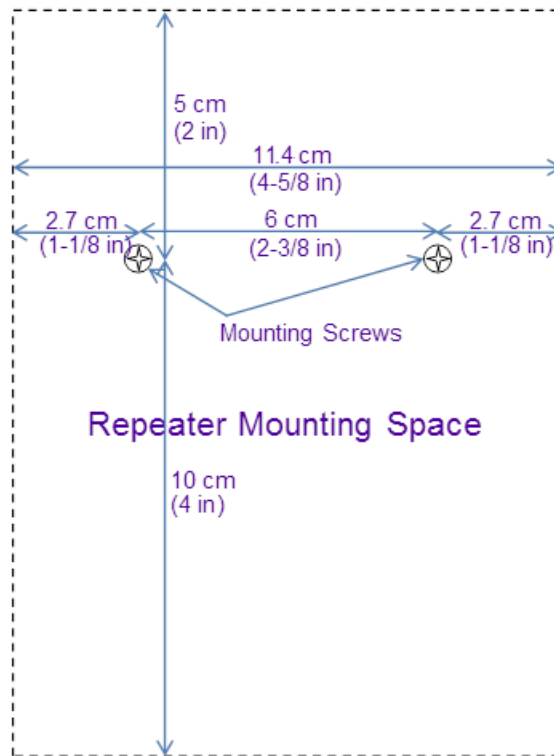 5 cm
(2 in)
11.4 cm
(4-5/8 in)
2.7 cm
(1-1/8 in)
6 cm
(2-3/8 in)
2.7 cm
(1-1/8 in)
Mounting Screws
Repeater Mounting Space
10 cm
(4 in)